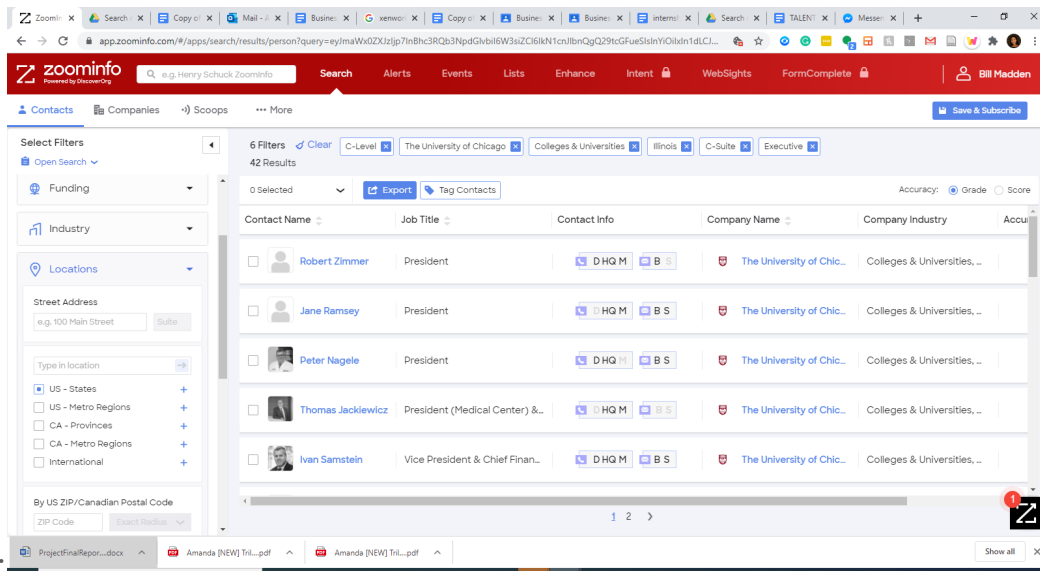 ZoomIn
Search
Copy of
Mail - A
Busines
xenwor
Copy of
Busines
Busines
interns
Search
TALENT
Messen
app.zoominfo.com/#/apps/search/results/person?query=
zoominfo
Powered by DiscoverOrg
e.g. Henry Schuck ZoomInfo
Search Alerts Events Lists Enhance Intent WebSights FormComplete Bill Madden
Contacts Companies Scoops ••• More Save & Subscribe
Select Filters
Open Search
6 Filters Clear C-Level The University of Chicago Colleges & Universities Illinois C-Suite Executive
42 Results
Funding
Industry
Locations
Street Address
e.g. 100 Main Street Suite
Type in location
US - States +
US - Metro Regions +
CA - Provinces +
CA - Metro Regions +
International +
By US ZIP/Canadian Postal Code
ZIP Code Exact Radius
0 Selected Export Tag Contacts Accuracy: Grade Score
Contact Name Job Title Contact Info Company Name Company Industry Accu
Robert Zimmer President D HQ M B S The University of Chic... Colleges & Universities, ...
Jane Ramsey President D HQ M B S The University of Chic... Colleges & Universities, ...
Peter Nagele President D HQ M B S The University of Chic... Colleges & Universities, ...
Thomas Jackiewicz President (Medical Center) &... D HQ M B S The University of Chic... Colleges & Universities, ...
Ivan Samstein Vice President & Chief Finan... D HQ M B S The University of Chic... Colleges & Universities, ...
1 2
1
ProjectFinalRepor....docx Amanda [NEW] Tril....pdf Amanda [NEW] Tril....pdf Show all